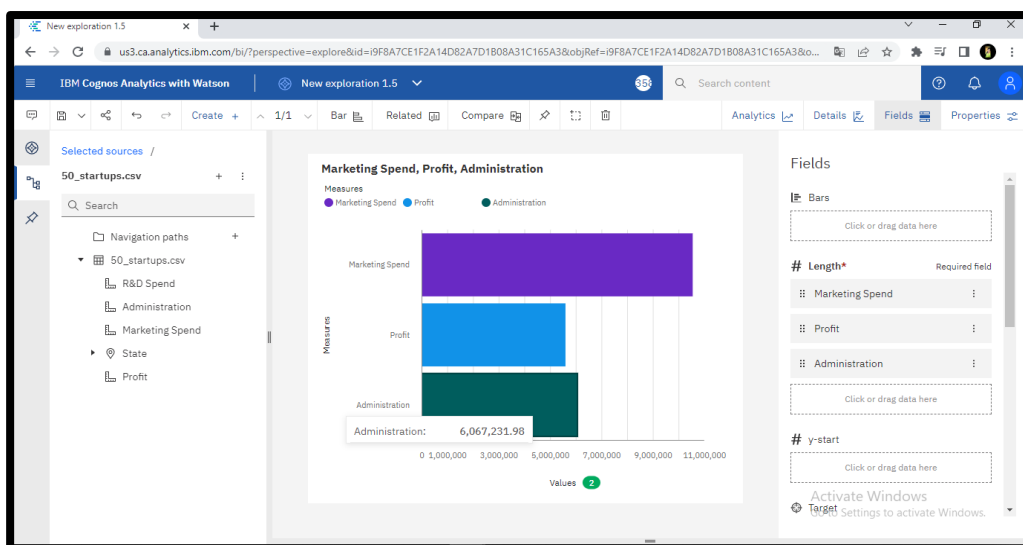 New exploration 1.5
us3.ca.analytics.ibm.com/bi/?perspective=explore&id=i9F8A7CE1F2A14D82A7D1B08A31C165A3&objRef=i9F8A7CE1F2A14D82A7D1B08A31C165A3&o...
IBM Cognos Analytics with Watson
New exploration 1.5
Search content
Create + 1/1 Bar Related Compare Analytics Details Fields Properties
Selected sources /
50_startups.csv
Search
Navigation paths
50_startups.csv
R&D Spend
Administration
Marketing Spend
State
Profit
Marketing Spend, Profit, Administration
Measures
Marketing Spend Profit Administration
Measures
Marketing Spend
Profit
Administration
Administration: 6,067,231.98
0 1,000,000 3,000,000 5,000,000 7,000,000 9,000,000 11,000,000
Values 2
Fields
Bars
Click or drag data here
# Length* Required field
Marketing Spend
Profit
Administration
Click or drag data here
# y-start
Click or drag data here
Target
Activate Windows
Go to Settings to activate Windows.